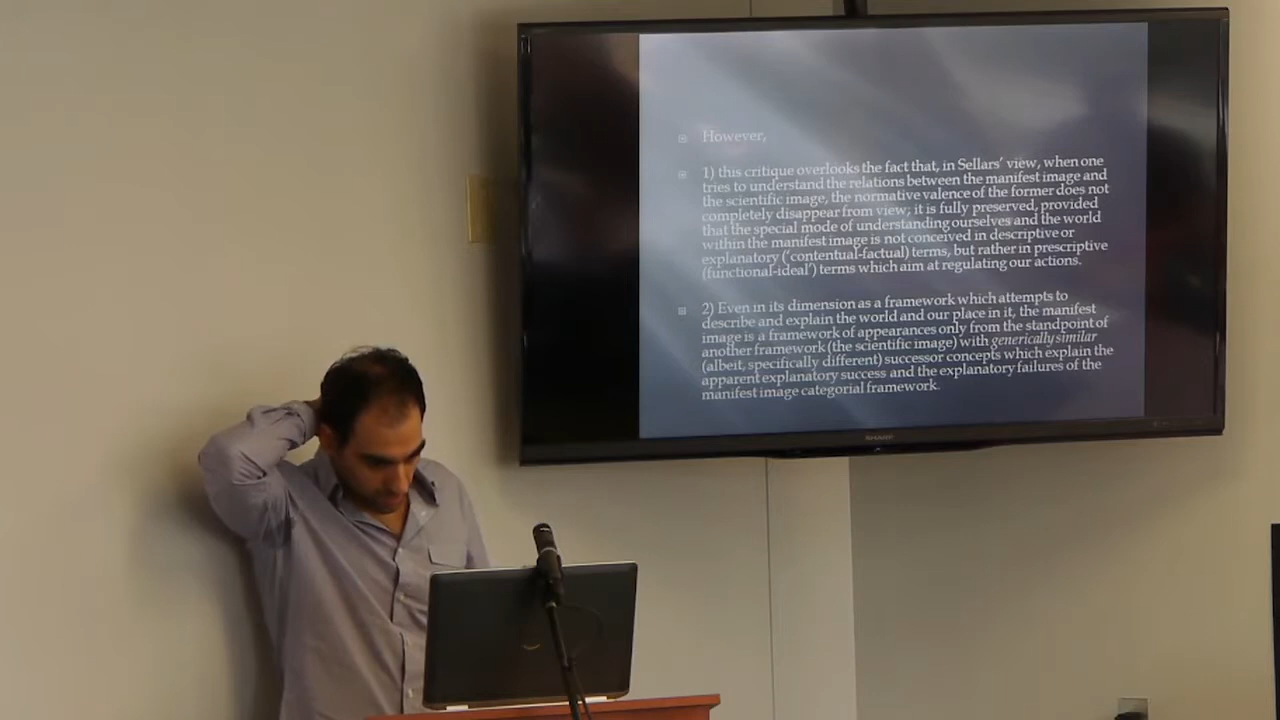 However,
1) this critique overlooks the fact that, in Sellars’ view, when one
tries to understand the relations between the manifest image and
the scientific image, the normative valence of the former does not
completely disappear from view; it is fully preserved, provided
that the special mode of understanding ourselves and the world
within the manifest image is not conceived in descriptive or
explanatory (‘contentual-factual) terms, but rather in prescriptive
(functional-ideal’) terms which aim at regulating our actions.
2) Even in its dimension as a framework which attempts to
describe and explain the world and our place in it, the manifest
image is a framework of appearances only from the standpoint of
another framework (the scientific image) with generically similar
(albeit, specifically different) successor concepts which explain the
apparent explanatory success and the explanatory failures of the
manifest image categorial framework.
SHARP